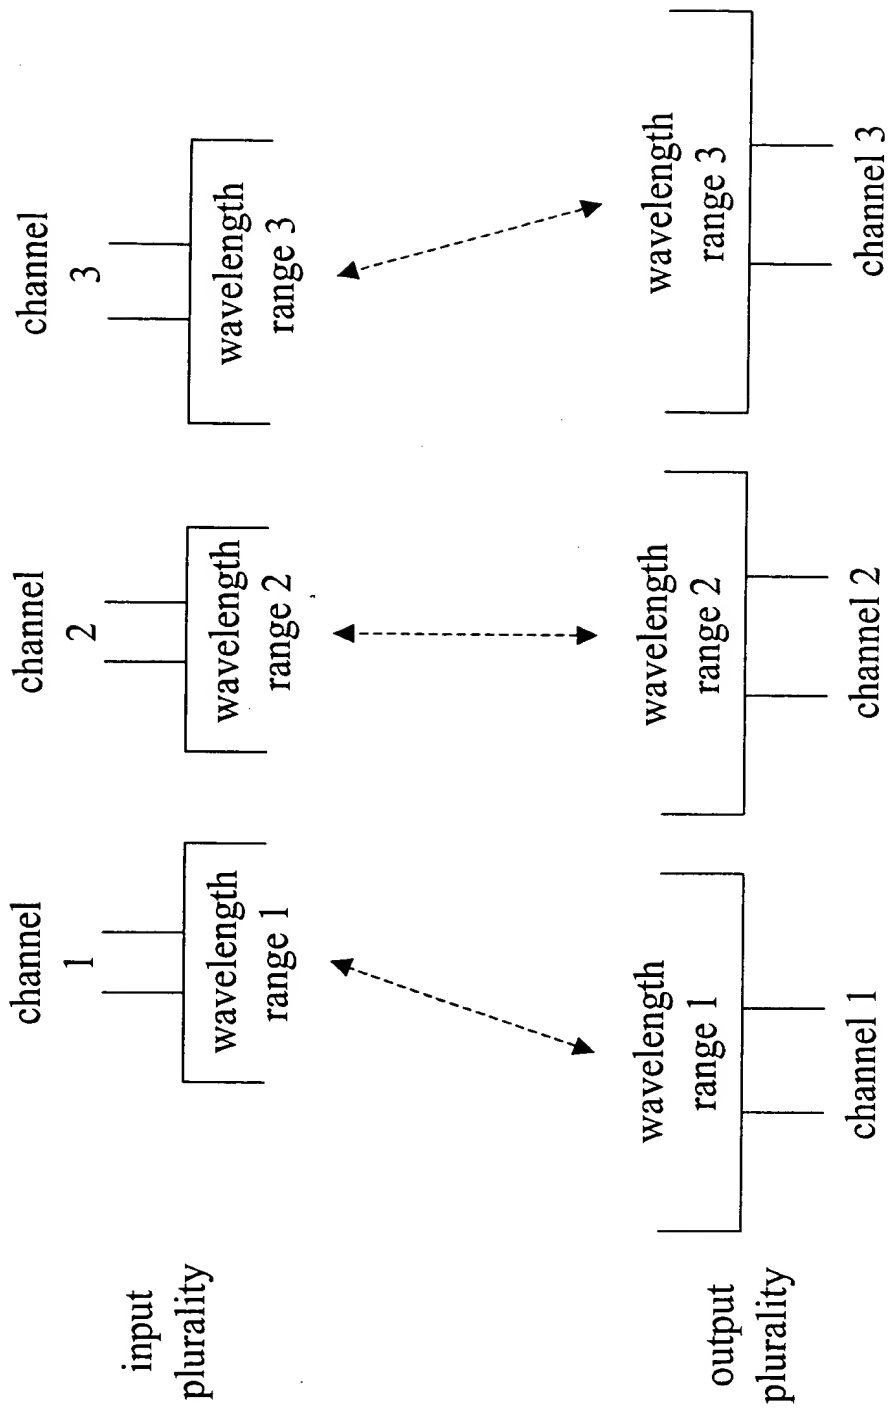 input
plurality
channel
1
channel
2
channel
3
wavelength
range 1
wavelength
range 2
wavelength
range 3
output
plurality
wavelength
range 1
wavelength
range 2
wavelength
range 3
channel 1
channel 2
channel 3